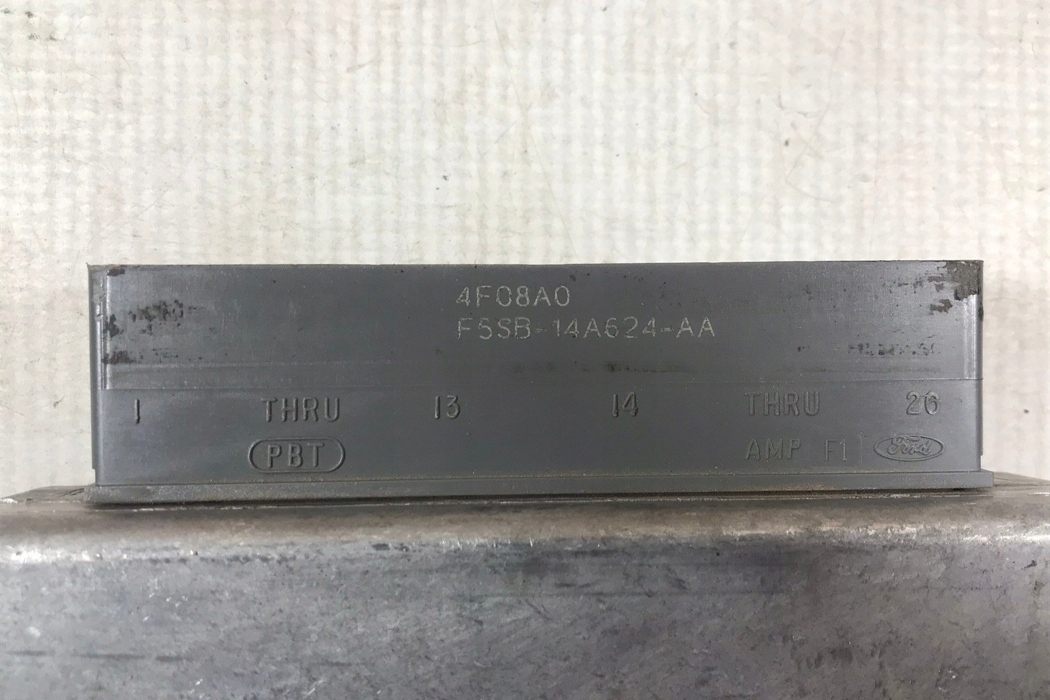 4F08A0
F5SB-14A624-AA
1 THRU 13 14 THRU 26
PBT AMP F1 Ford